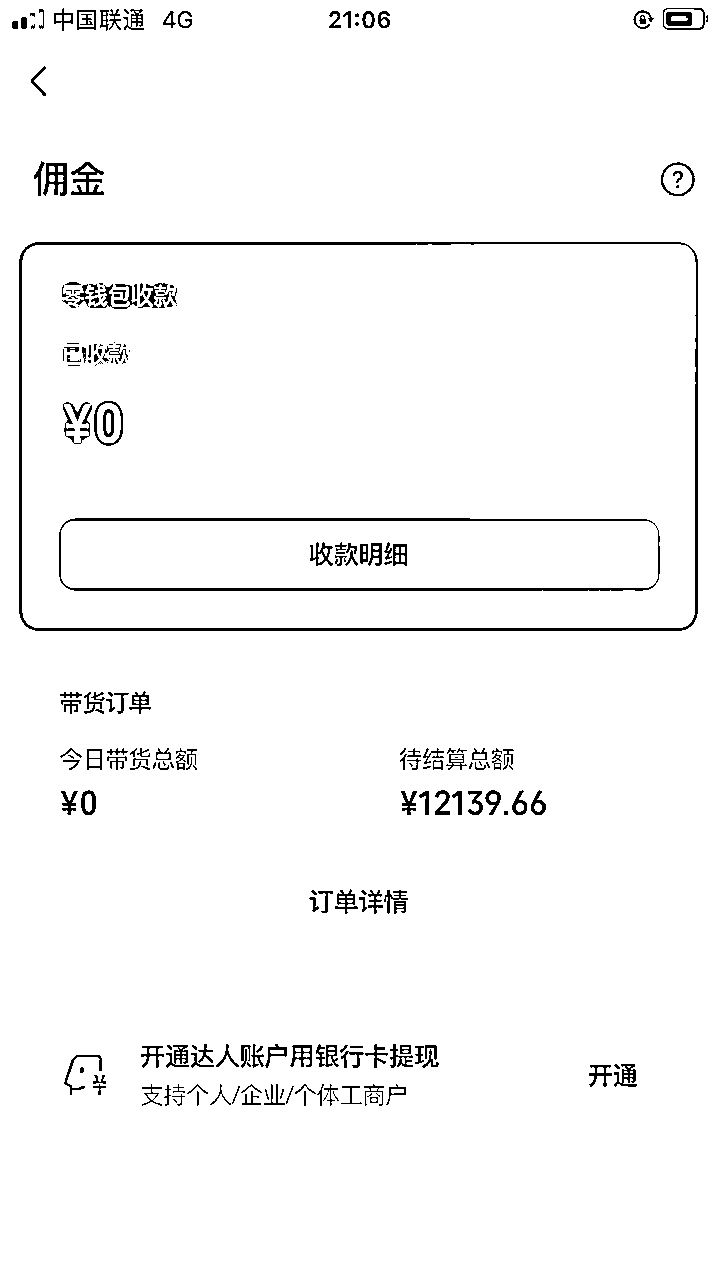 中国联通 4G 21:06
佣金
零钱包收款
已收款
¥0
收款明细
带货订单
今日带货总额 待结算总额
¥0 ¥12139.66
订单详情
开通达人账户用银行卡提现
支持个人/企业/个体工商户
开通